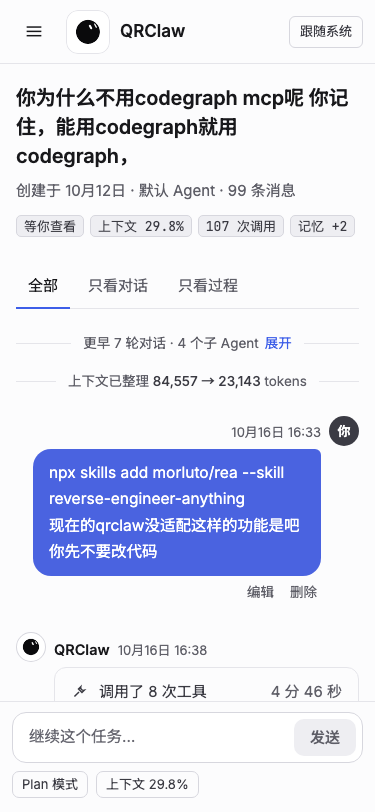 QRClaw
跟随系统
你为什么不用codegraph mcp呢 你记
住，能用codegraph就用
codegraph，
创建于 10月12日 · 默认 Agent · 99 条消息
等你查看
上下文 29.8%
107 次调用
记忆 +2
全部
只看对话
只看过程
更早 7 轮对话 · 4 个子 Agent 展开
上下文已整理 84,557 → 23,143 tokens
10月16日 16:33
你
npx skills add morluto/rea --skill
reverse-engineer-anything
现在的qrclaw没适配这样的功能是吧
你先不要改代码
编辑
删除
QRClaw 10月16日 16:38
调用了 8 次工具
4 分 46 秒
继续这个任务...
发送
Plan 模式
上下文 29.8%